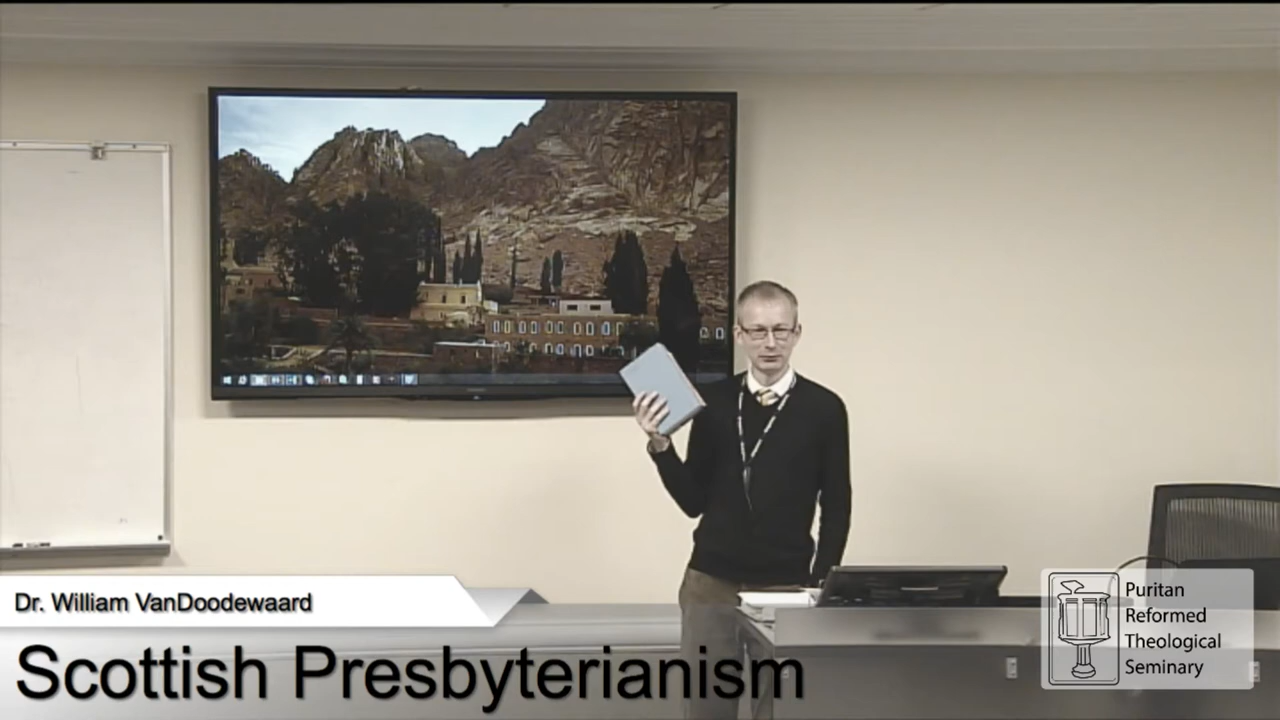 Dr. William VanDoodewaard
Scottish Presbyterianism
Puritan
Reformed
Theological
Seminary